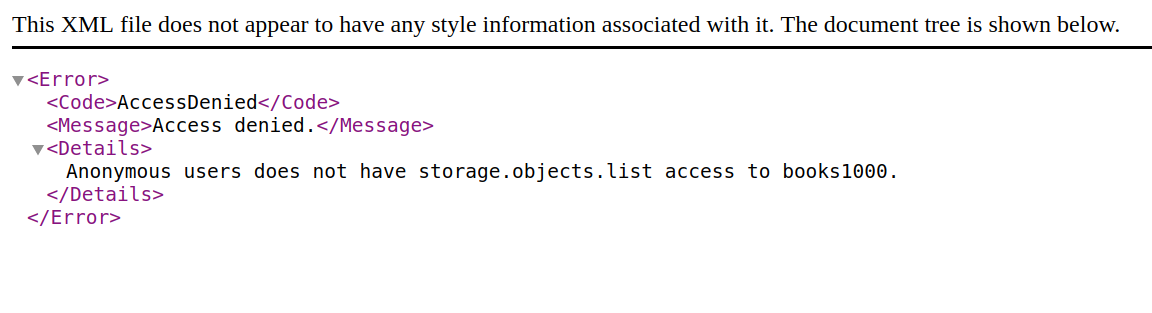 This XML file does not appear to have any style information associated with it. The document tree is shown below.
<Error>
<Code>AccessDenied</Code>
<Message>Access denied.</Message>
<Details>
Anonymous users does not have storage.objects.list access to books1000.
</Details>
</Error>